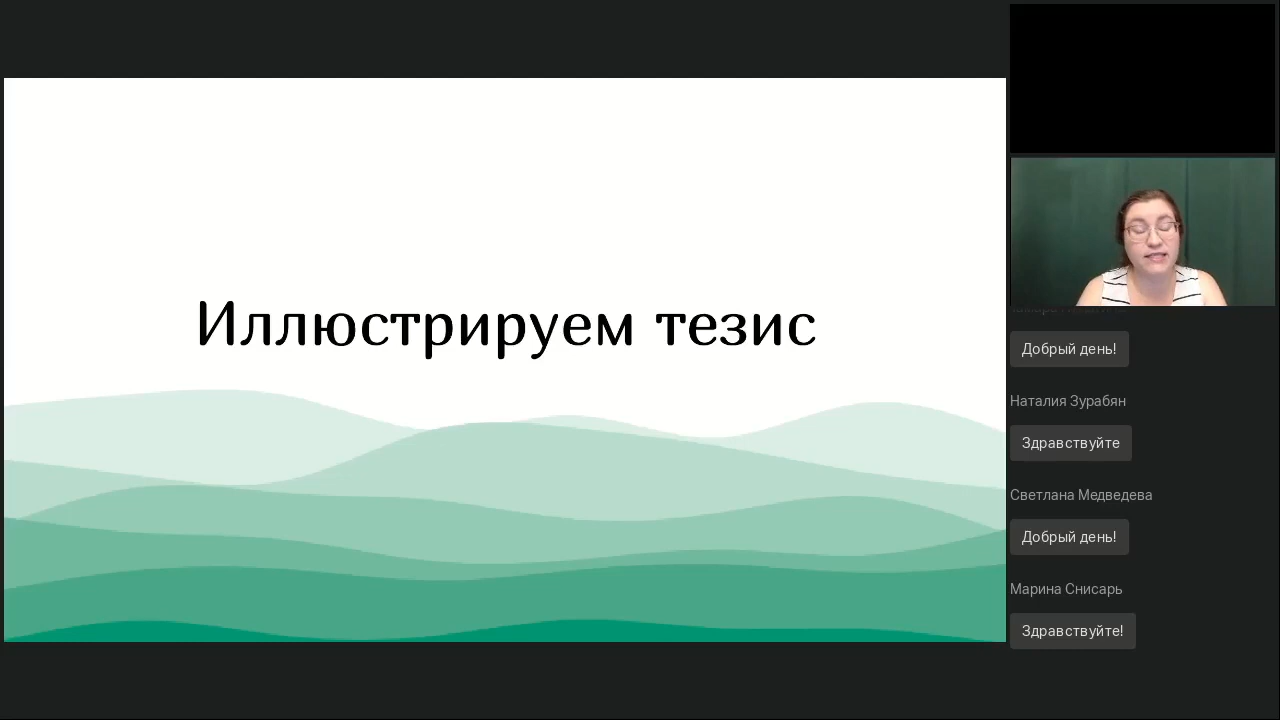 Иллюстрируем тезис
Добрый день!
Наталия Зурабян
Здравствуйте
Светлана Медведева
Добрый день!
Марина Снисарь
Здравствуйте!